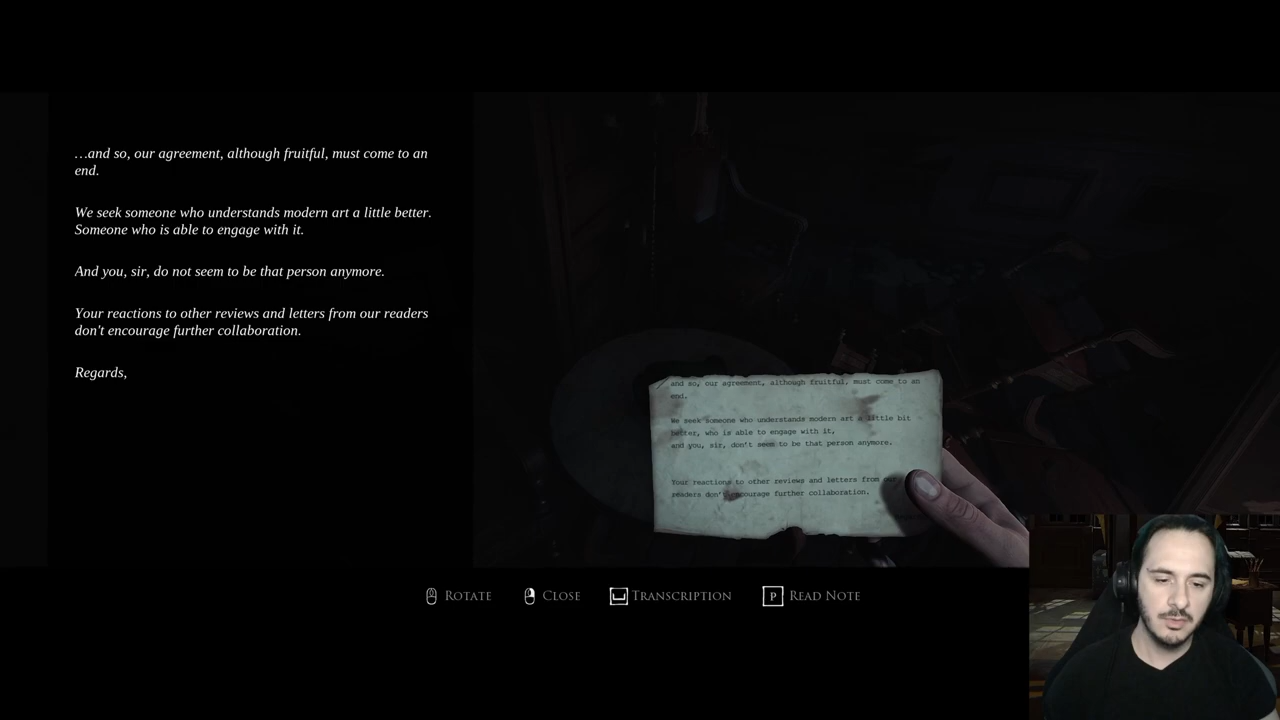 …and so, our agreement, although fruitful, must come to an
end.
We seek someone who understands modern art a little better.
Someone who is able to engage with it.
And you, sir, do not seem to be that person anymore.
Your reactions to other reviews and letters from our readers
don't encourage further collaboration.
Regards,
and so, our agreement, although fruitful, must come to an
end.
We seek someone who understands modern art a little bit
better, who is able to engage with it,
and you, sir, don't seem to be that person anymore.
Your reactions to other reviews and letters from our
readers don't encourage further collaboration.
ROTATE
CLOSE
TRANSCRIPTION
P READ NOTE